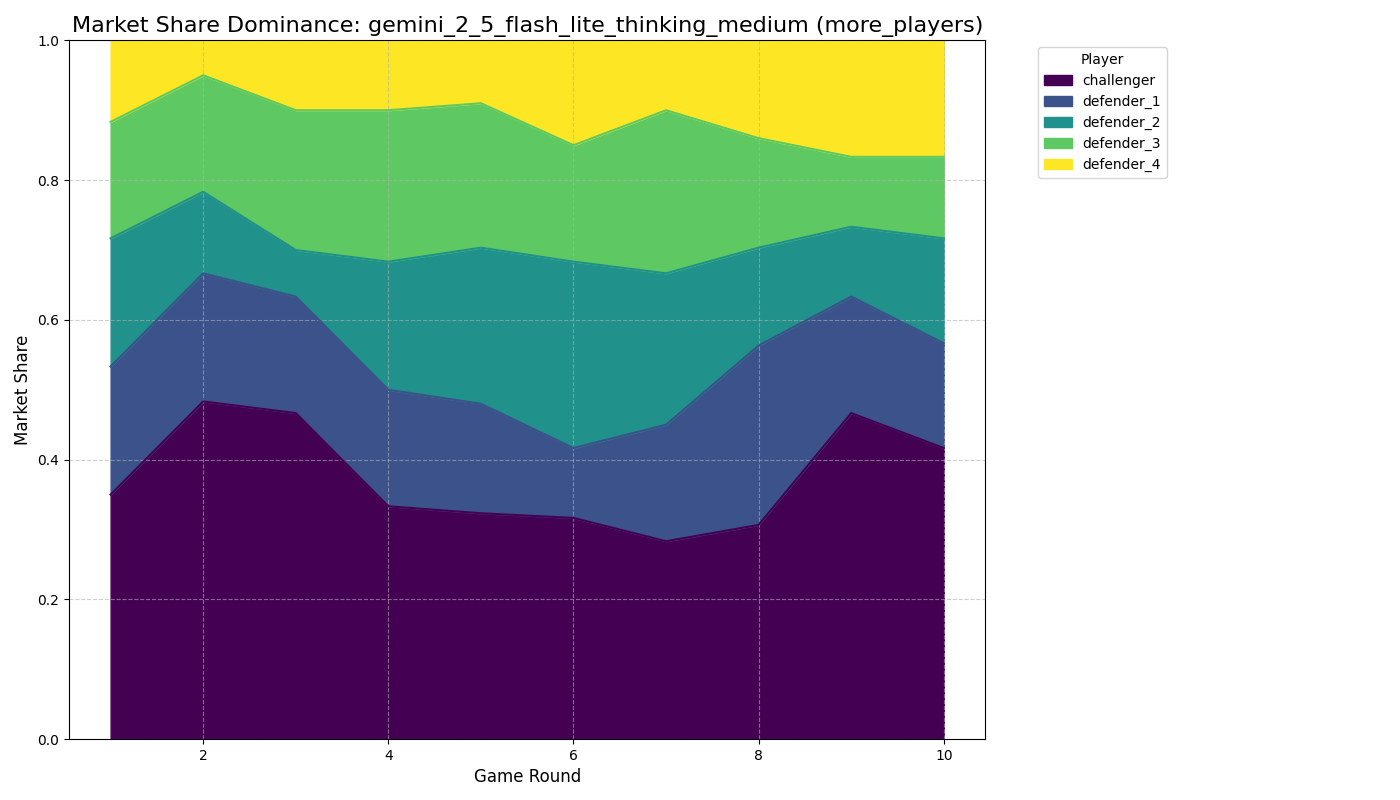 Market Share Dominance: gemini_2_5_flash_lite_thinking_medium (more_players)
1.0
0.8
0.6
0.4
0.2
0.0
Market Share
2
4
6
8
10
Game Round
Player
challenger
defender_1
defender_2
defender_3
defender_4